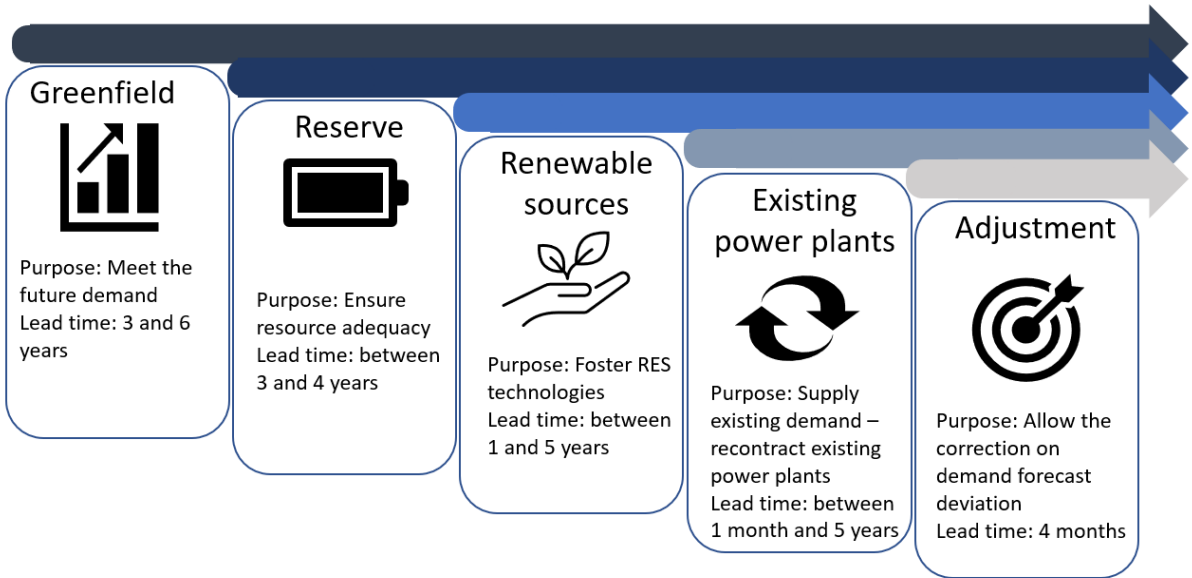 Greenfield
Purpose: Meet the
future demand
Lead time: 3 and 6
years
Reserve
Purpose: Ensure
resource adequacy
Lead time: between
3 and 4 years
Renewable
sources
Purpose: Foster RES
technologies
Lead time: between
1 and 5 years
Existing
power plants
Purpose: Supply
existing demand –
recontract existing
power plants
Lead time: between
1 month and 5 years
Adjustment
Purpose: Allow the
correction on
demand forecast
deviation
Lead time: 4 months